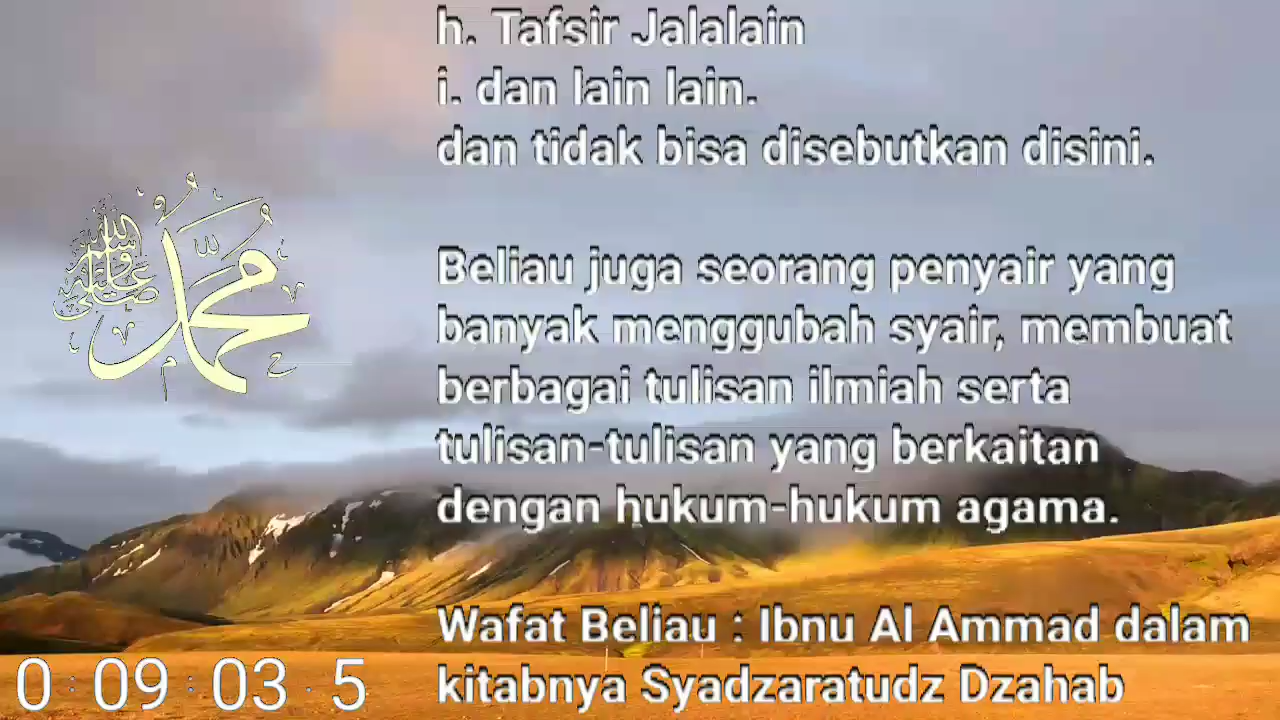 h. Tafsir Jalalain
i. dan lain lain.
dan tidak bisa disebutkan disini.
محمد
صلى الله عليه وسلم
Beliau juga seorang penyair yang
banyak menggubah syair, membuat
berbagai tulisan ilmiah serta
tulisan-tulisan yang berkaitan
dengan hukum-hukum agama.
Wafat Beliau : Ibnu Al Ammad dalam
kitabnya Syadzaratudz Dzahab
0:09:03.5